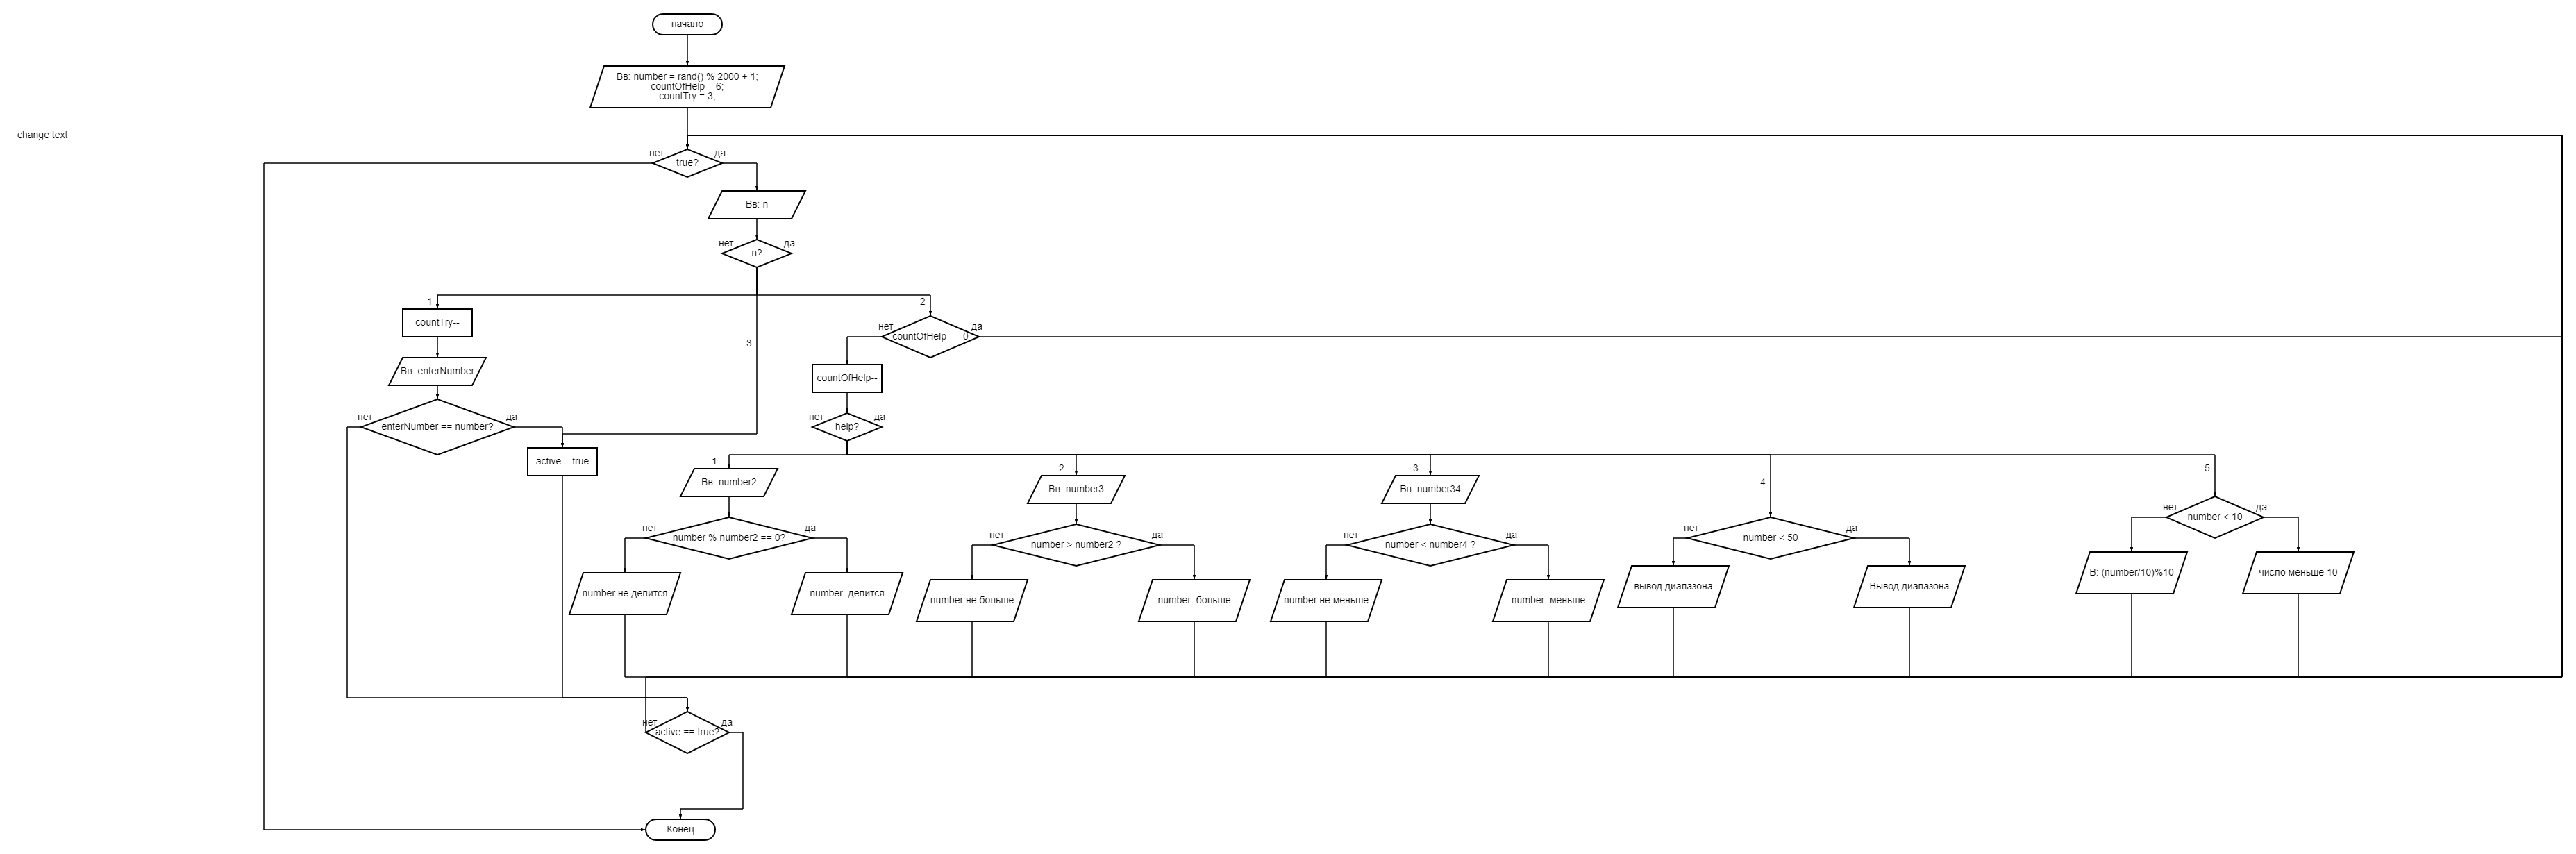 начало
Вв: number = rand() % 2000 + 1;
countOfHelp = 6;
countTry = 3;
change text
нет
да
true?
Вв: n
нет
да
n?
1
2
countTry--
нет
да
countOfHelp == 0
3
Вв: enterNumber
countOfHelp--
нет
да
enterNumber == number?
нет
да
help?
active = true
1
Вв: number2
2
Вв: number3
3
Вв: number34
4
5
нет
да
number < 10
нет
да
number % number2 == 0?
нет
да
number > number2 ?
нет
да
number < number4 ?
нет
да
number < 50
В: (number/10)%10
число меньше 10
number не делится
number  делится
number не больше
number  больше
number не меньше
number  меньше
вывод диапазона
Вывод диапазона
нет
да
active == true?
Конец